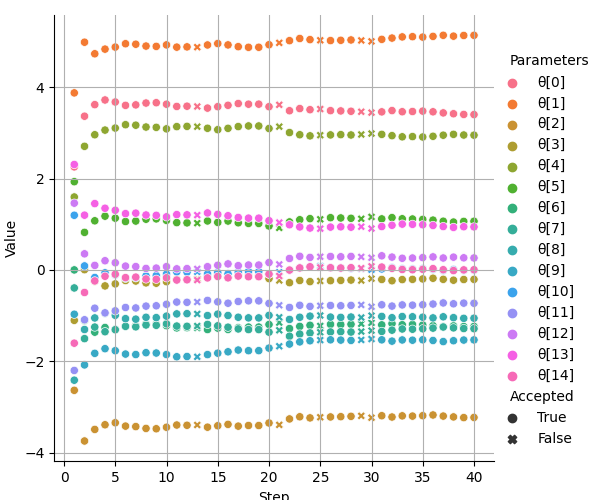 Value
4
2
0
−2
−4
0
5
10
15
20
25
30
35
40
Step
Parameters
θ[0]
θ[1]
θ[2]
θ[3]
θ[4]
θ[5]
θ[6]
θ[7]
θ[8]
θ[9]
θ[10]
θ[11]
θ[12]
θ[13]
θ[14]
Accepted
True
False